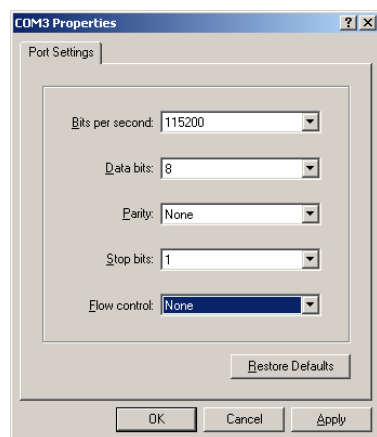 COM3 Properties
Port Settings
Bits per second: 115200
Data bits: 8
Parity: None
Stop bits: 1
Flow control: None
Restore Defaults
OK Cancel Apply